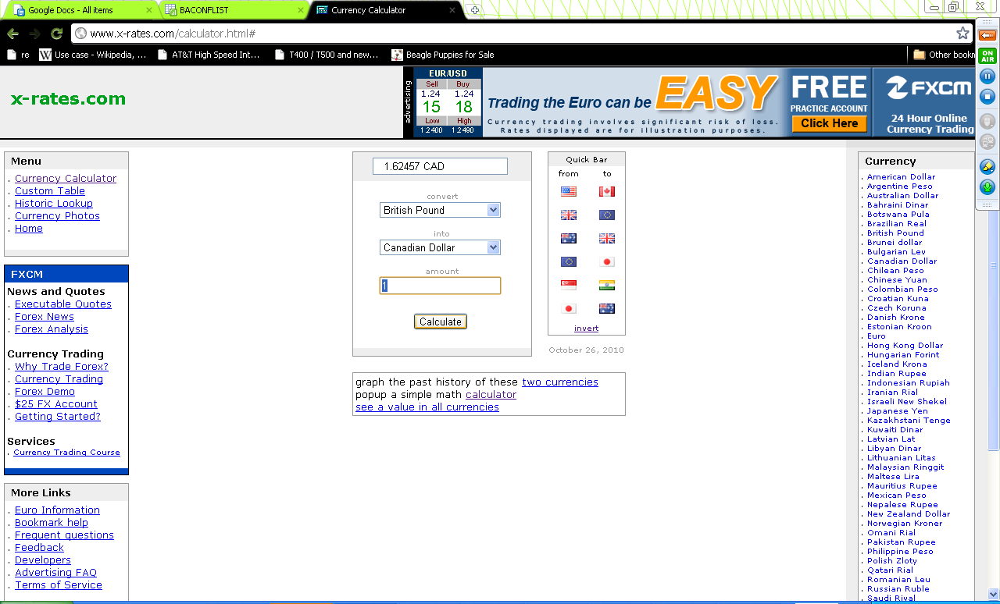 Google Docs - All items
BACONFLIST
Currency Calculator
www.x-rates.com/calculator.html#
re
Use case - Wikipedia, ...
AT&T High Speed Int...
T400 / T500 and new...
Beagle Puppies for Sale
Other bookm
ON
AIR
x-rates.com
advertising
EUR/USD
Sell Buy
1.24 1.24
15 18
Low High
1.2400 1.2490
Trading the Euro can be EASY
Currency trading involves significant risk of loss.
Rates displayed are for illustration purposes.
FREE
PRACTICE ACCOUNT
Click Here
FXCM
24 Hour Online
Currency Trading
Menu
. Currency Calculator
. Custom Table
. Historic Lookup
. Currency Photos
. Home
FXCM
News and Quotes
. Executable Quotes
. Forex News
. Forex Analysis
Currency Trading
. Why Trade Forex?
. Currency Trading
. Forex Demo
. $25 FX Account
. Getting Started?
Services
. Currency Trading Course
More Links
. Euro Information
. Bookmark help
. Frequent questions
. Feedback
. Developers
. Advertising FAQ
. Terms of Service
1.62457 CAD
convert
British Pound
into
Canadian Dollar
amount
1
Calculate
Quick Bar
from to
invert
October 26, 2010
graph the past history of these two currencies
popup a simple math calculator
see a value in all currencies
Currency
. American Dollar
. Argentine Peso
. Australian Dollar
. Bahraini Dinar
. Botswana Pula
. Brazilian Real
. British Pound
. Brunei dollar
. Bulgarian Lev
. Canadian Dollar
. Chilean Peso
. Chinese Yuan
. Colombian Peso
. Croatian Kuna
. Czech Koruna
. Danish Krone
. Estonian Kroon
. Euro
. Hong Kong Dollar
. Hungarian Forint
. Iceland Krona
. Indian Rupee
. Indonesian Rupiah
. Iranian Rial
. Israeli New Shekel
. Japanese Yen
. Kazakhstani Tenge
. Kuwaiti Dinar
. Latvian Lat
. Libyan Dinar
. Lithuanian Litas
. Malaysian Ringgit
. Maltese Lira
. Mauritius Rupee
. Mexican Peso
. Nepalese Rupee
. New Zealand Dollar
. Norwegian Kroner
. Omani Rial
. Pakistan Rupee
. Philippine Peso
. Polish Zloty
. Qatari Rial
. Romanian Leu
. Russian Ruble
. Saudi Riyal